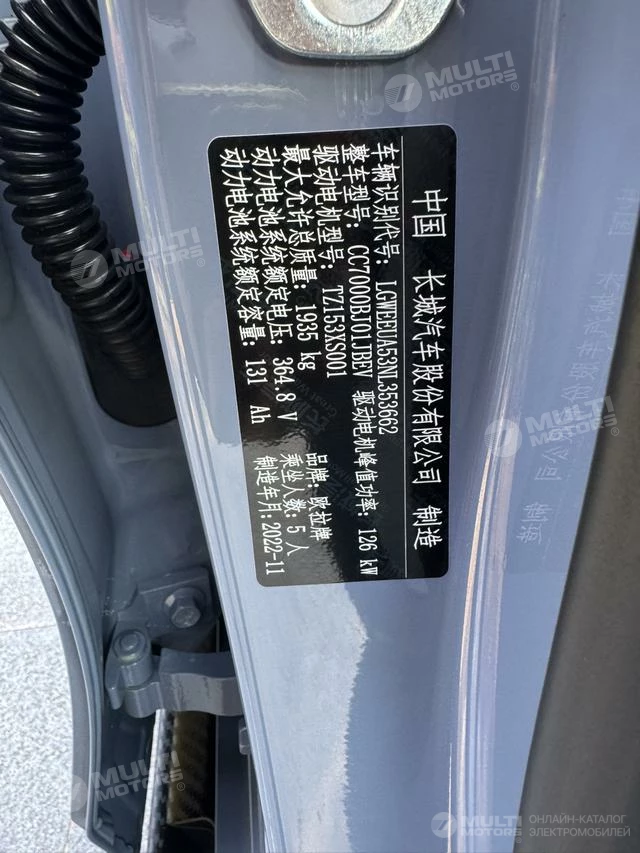 中国 长城汽车股份有限公司 制造
车辆识别代号: LGWEEUA53NL353662
整车型号: CC7000BJ01JBEV 驱动电机峰值功率: 126 kW
驱动电机型号: TZ153XS001
最大允许总质量: 1935 kg 品牌: 欧拉牌
动力电池系统额定电压: 364.8 V 乘坐人数: 5 人
动力电池系统额定容量: 131 Ah 制造年月: 2022-11
MULTI MOTORS®
MULTI MOTORS®
MULTI MOTORS®
MULTI MOTORS®
MULTI MOTORS®
ОНЛАЙН-КАТАЛОГ
ЭЛЕКТРОМОБИЛЕЙ